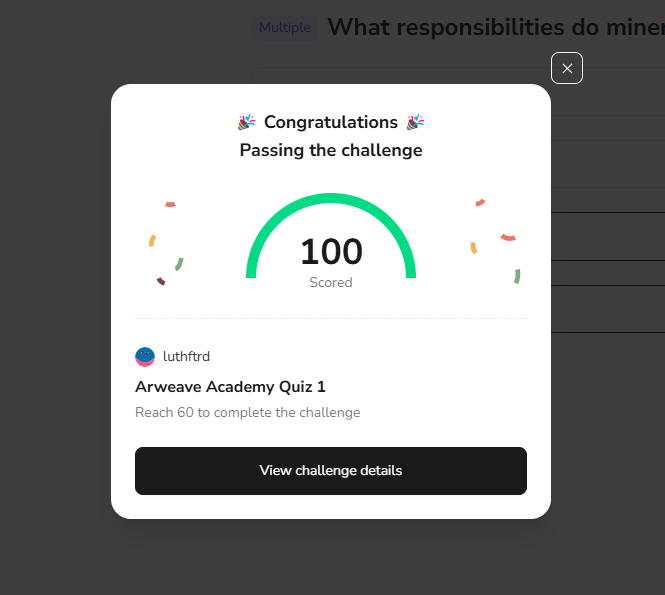 Multiple What responsibilities do miner
Congratulations
Passing the challenge
100
Scored
luthftrd
Arweave Academy Quiz 1
Reach 60 to complete the challenge
View challenge details